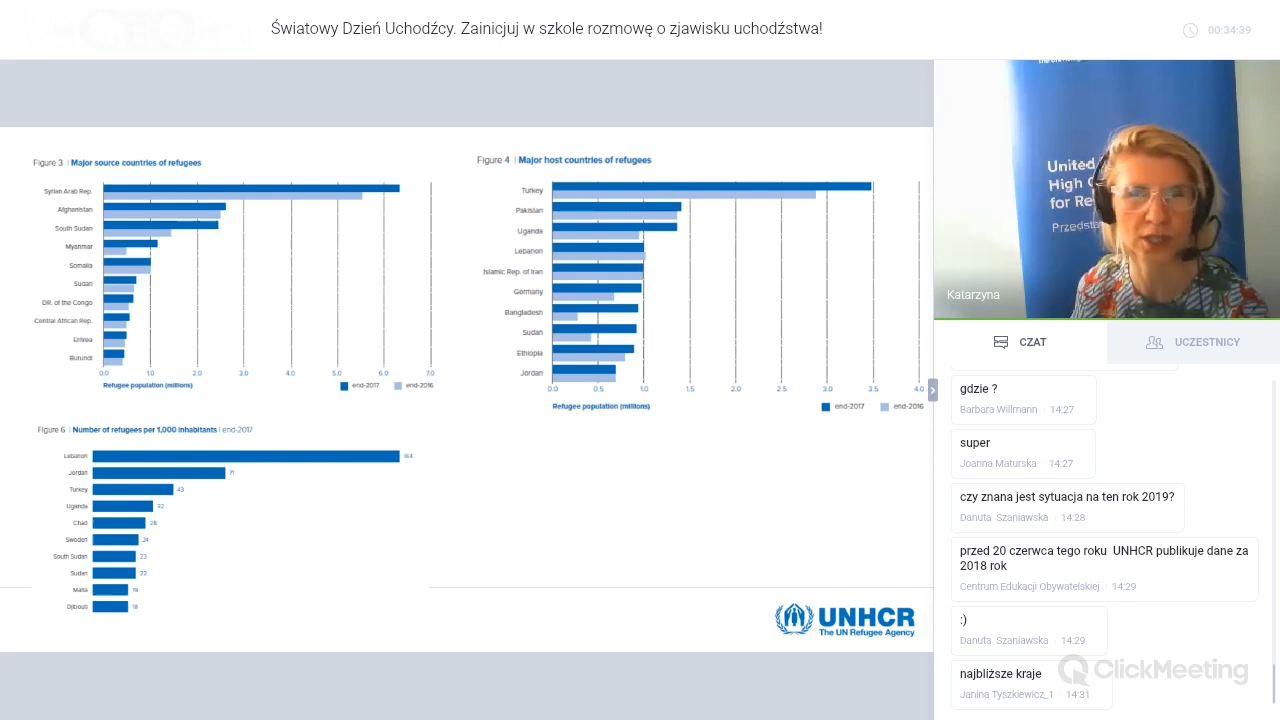 Światowy Dzień Uchodźcy. Zainicjuj w szkole rozmowę o zjawisku uchodźstwa!
00:34:39
Figure 3 | Major source countries of refugees
Syrian Arab Rep.
Afghanistan
South Sudan
Myanmar
Somalia
Sudan
DR. of the Congo
Central African Rep.
Eritrea
Burundi
0.0 1.0 2.0 3.0 4.0 5.0 6.0 7.0
Refugee population (millions)
end-2017 end-2016
Figure 4 | Major host countries of refugees
Turkey
Pakistan
Uganda
Lebanon
Islamic Rep. of Iran
Germany
Bangladesh
Sudan
Ethiopia
Jordan
0.0 0.5 1.0 1.5 2.0 2.5 3.0 3.5 4.0
Refugee population (millions)
end-2017 end-2016
Figure 6 | Number of refugees per 1,000 inhabitants | end-2017
Lebanon 164
Jordan 71
Turkey 43
Uganda 32
Chad 28
Sweden 24
South Sudan 23
Sudan 22
Malta 19
Djibouti 18
UNHCR
The UN Refugee Agency
United
High
for Re
Przedsta
Katarzyna
CZAT
UCZESTNICY
gdzie ?
Barbara Willmann · 14:27
super
Joanna Maturska · 14:27
czy znana jest sytuacja na ten rok 2019?
Danuta Szaniawska · 14:28
przed 20 czerwca tego roku UNHCR publikuje dane za
2018 rok
Centrum Edukacji Obywatelskiej · 14:29
:)
Danuta Szaniawska · 14:29
najbliższe kraje
Janina Tyszkiewicz_1 · 14:31
ClickMeeting